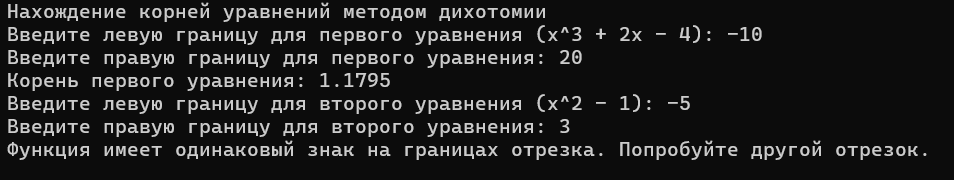 Нахождение корней уравнений методом дихотомии
Введите левую границу для первого уравнения (x^3 + 2x - 4): -10
Введите правую границу для первого уравнения: 20
Корень первого уравнения: 1.1795
Введите левую границу для второго уравнения (x^2 - 1): -5
Введите правую границу для второго уравнения: 3
Функция имеет одинаковый знак на границах отрезка. Попробуйте другой отрезок.